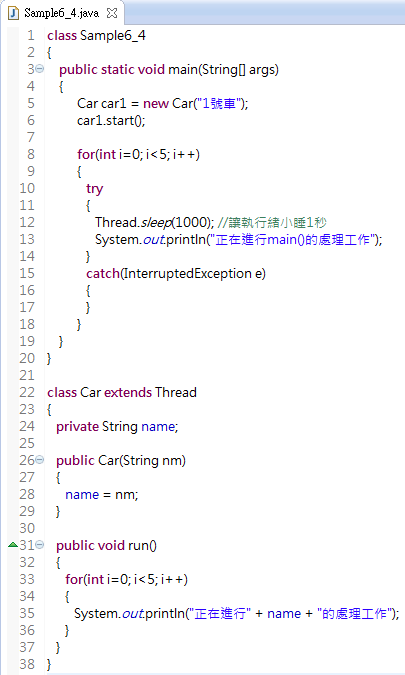 Sample6_4.java
1 class Sample6_4
2 {
3 public static void main(String[] args)
4 {
5 Car car1 = new Car("1號車");
6 car1.start();
7
8 for(int i=0; i<5; i++)
9 {
10 try
11 {
12 Thread.sleep(1000); //讓執行緒小睡1秒
13 System.out.println("正在進行main()的處理工作");
14 }
15 catch(InterruptedException e)
16 {
17 }
18 }
19 }
20 }
21
22 class Car extends Thread
23 {
24 private String name;
25
26 public Car(String nm)
27 {
28 name = nm;
29 }
30
31 public void run()
32 {
33 for(int i=0; i<5; i++)
34 {
35 System.out.println("正在進行" + name + "的處理工作");
36 }
37 }
38 }